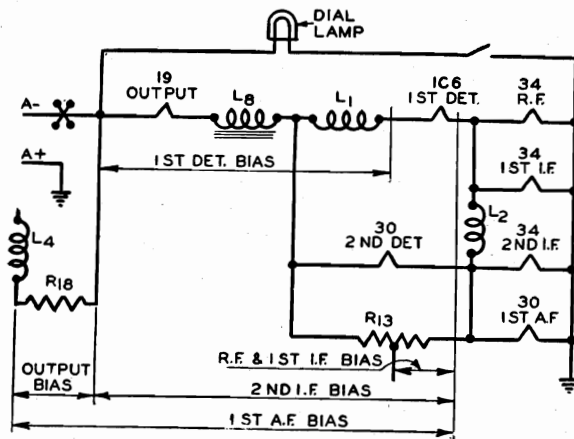 DIAL
LAMP
19
OUTPUT
L8
L1
1C6
1ST DET.
34
R.F.
A-
A+
1ST DET. BIAS
34
1ST I.F.
L2
L4
R18
30
2ND DET
34
2ND I.F.
R13
30
1ST A.F
R.F. & 1ST I.F. BIAS
OUTPUT
BIAS
2ND I.F. BIAS
1ST A.F. BIAS